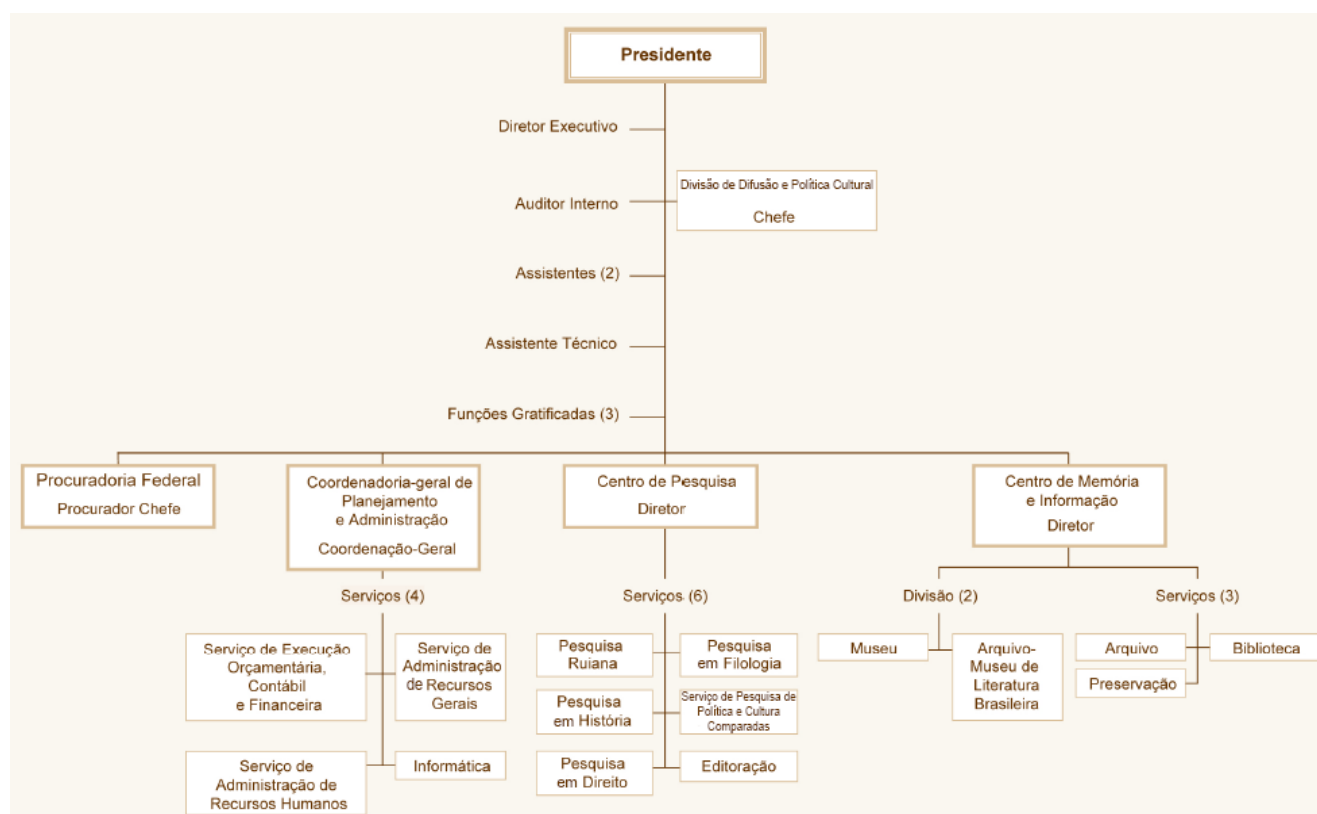 Presidente
Diretor Executivo
Divisão de Difusão e Política Cultural
Auditor Interno
Chefe
Assistentes (2)
Assistente Técnico
Funções Gratificadas (3)
Procuradoria Federal
Procurador Chefe
Coordenadoria-geral de
Planejamento
e Administração
Coordenação-Geral
Centro de Pesquisa
Diretor
Centro de Memória
e Informação
Diretor
Serviços (4)
Serviço de Execução
Orçamentária,
Contábil
e Financeira
Serviço de
Administração
de Recursos
Gerais
Serviço de
Administração de
Recursos Humanos
Informática
Serviços (6)
Pesquisa
Ruiana
Pesquisa
em Filologia
Pesquisa
em História
Serviço de Pesquisa de
Política e Cultura
Comparadas
Pesquisa
em Direito
Editoração
Divisão (2)
Museu
Arquivo-
Museu de
Literatura
Brasileira
Serviços (3)
Arquivo
Biblioteca
Preservação